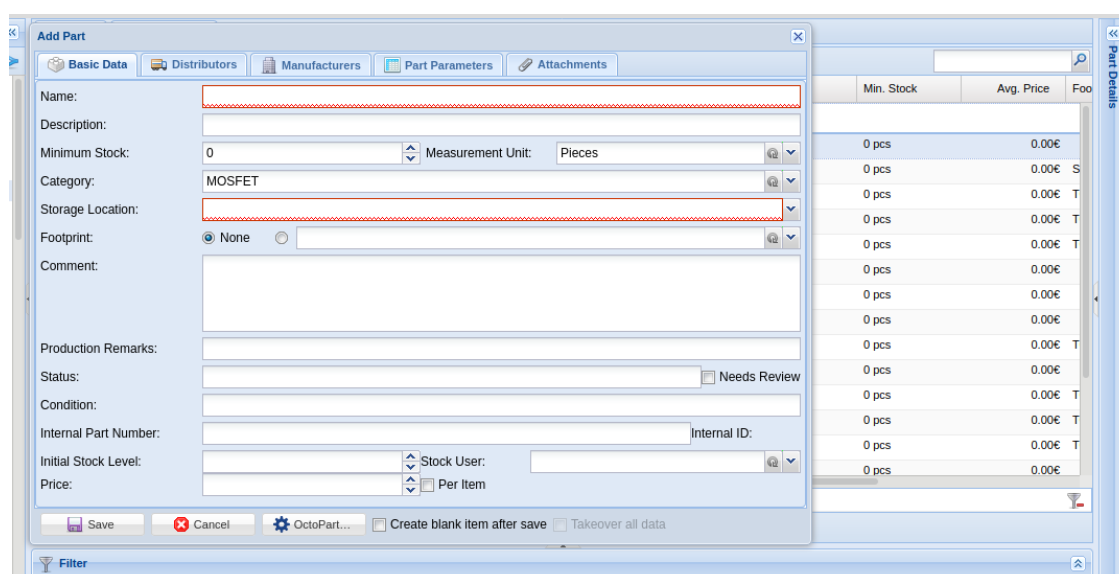 Add Part
Basic Data Distributors Manufacturers Part Parameters Attachments
Name:
Description:
Minimum Stock: 0 Measurement Unit: Pieces
Category: MOSFET
Storage Location:
Footprint: None
Comment:
Production Remarks:
Status: Needs Review
Condition:
Internal Part Number: Internal ID:
Initial Stock Level: Stock User:
Price: Per Item
Save Cancel OctoPart... Create blank item after save Takeover all data
Filter
Min. Stock Avg. Price Foo
0 pcs 0.00€
0 pcs 0.00€ S
0 pcs 0.00€ T
0 pcs 0.00€ T
0 pcs 0.00€ T
0 pcs 0.00€
0 pcs 0.00€
0 pcs 0.00€
0 pcs 0.00€ T
0 pcs 0.00€
0 pcs 0.00€ T
0 pcs 0.00€ T
0 pcs 0.00€ T
0 pcs 0.00€
Part Details